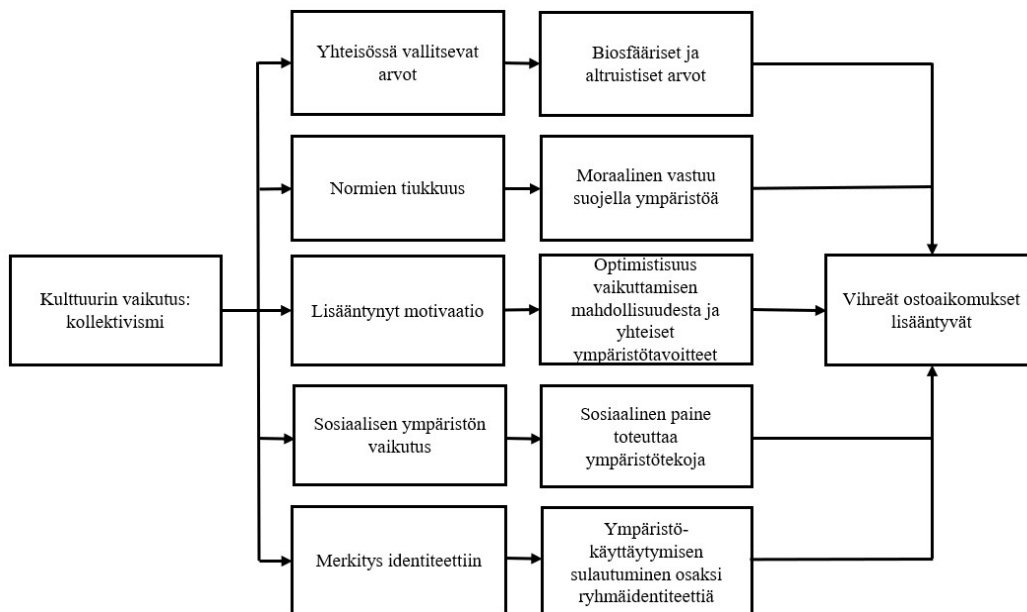 Yhteisössä vallitsevat
arvot
Biosfääriset ja
altruistiset arvot
Normien tiukkuus
Moraalinen vastuu
suojella ympäristöä
Kulttuurin vaikutus:
kollektivismi
Lisääntynyt motivaatio
Optimistisuus
vaikuttamisen
mahdollisuudesta ja
yhteiset
ympäristötavoitteet
Vihreät ostoaikomukset
lisääntyvät
Sosiaalisen ympäristön
vaikutus
Sosiaalinen paine
toteuttaa
ympäristötekoja
Merkitys identiteettiin
Ympäristö-
käyttäytymisen
sulautuminen osaksi
ryhmäidentiteettiä